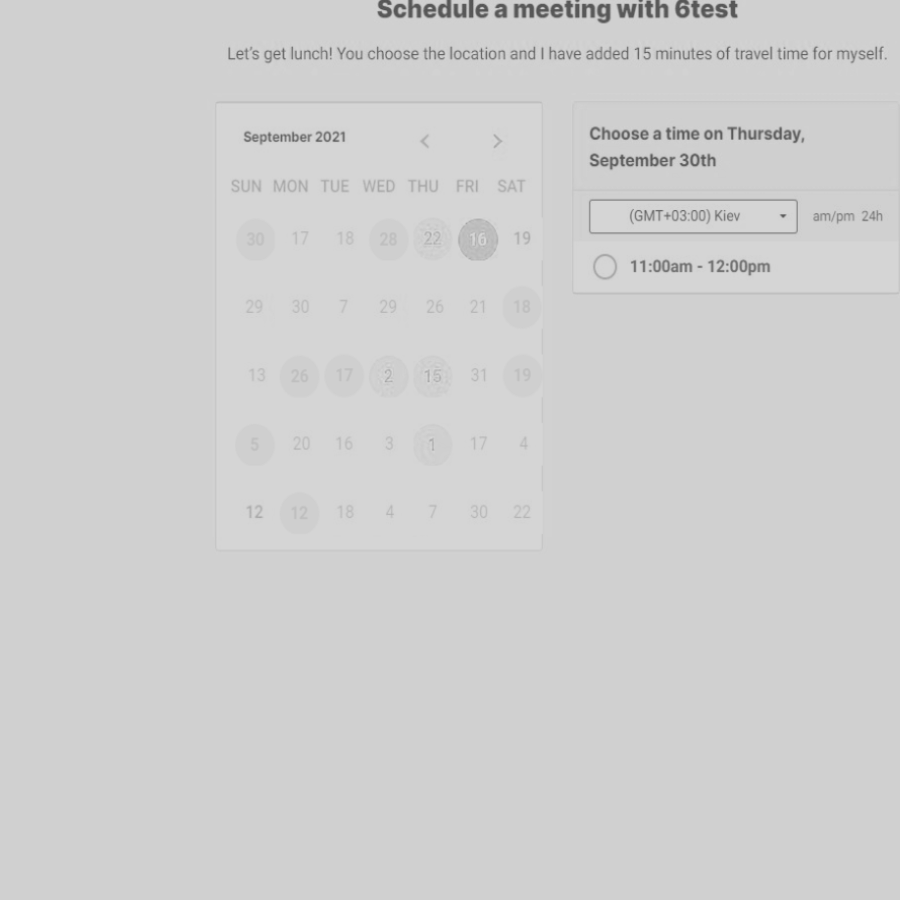 Schedule a meeting with 6test
Let's get lunch! You choose the location and I have added 15 minutes of travel time for myself.
September 2021
SUN MON TUE WED THU FRI SAT
30 17 18 28 22 16 19
29 30 7 29 26 21 18
13 26 17 2 15 31 19
5 20 16 3 1 17 4
12 12 18 4 7 30 22
Choose a time on Thursday,
September 30th
(GMT+03:00) Kiev am/pm 24h
11:00am - 12:00pm